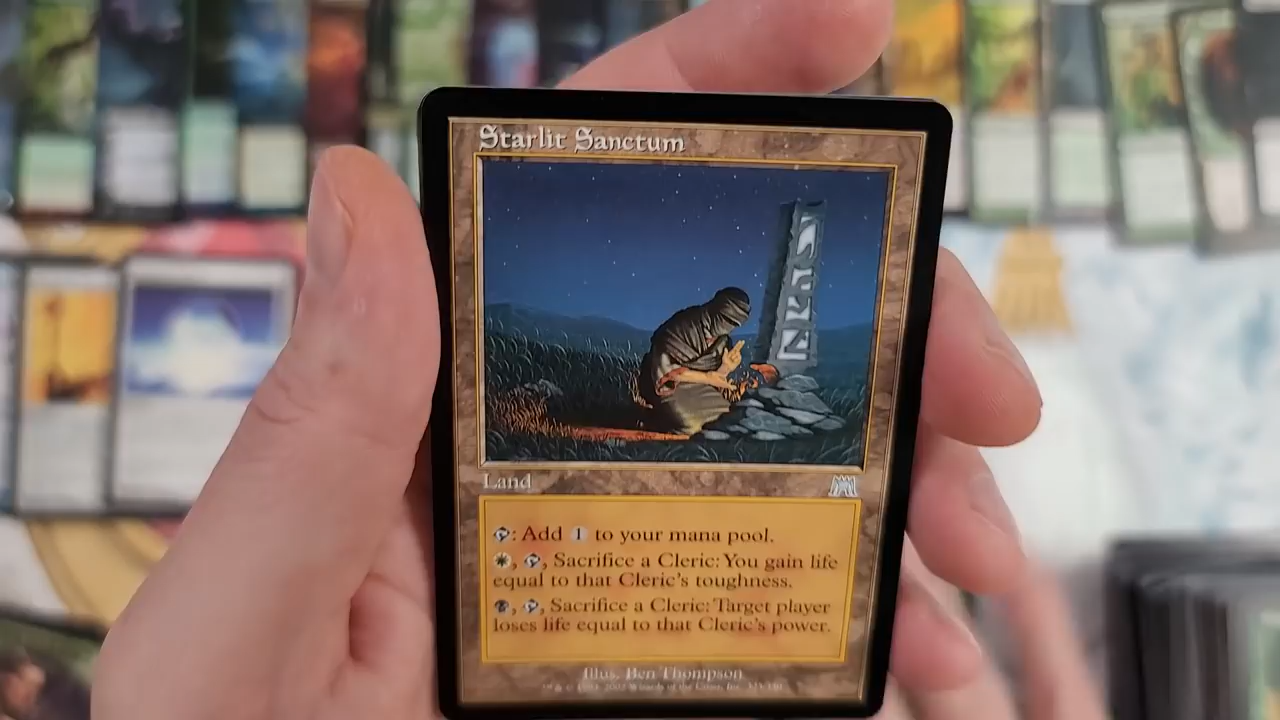 Starlit Sanctum
Land
: Add 1 to your mana pool.
, , Sacrifice a Cleric: You gain life
equal to that Cleric's toughness.
, , Sacrifice a Cleric: Target player
loses life equal to that Cleric's power.
Illus. Ben Thompson